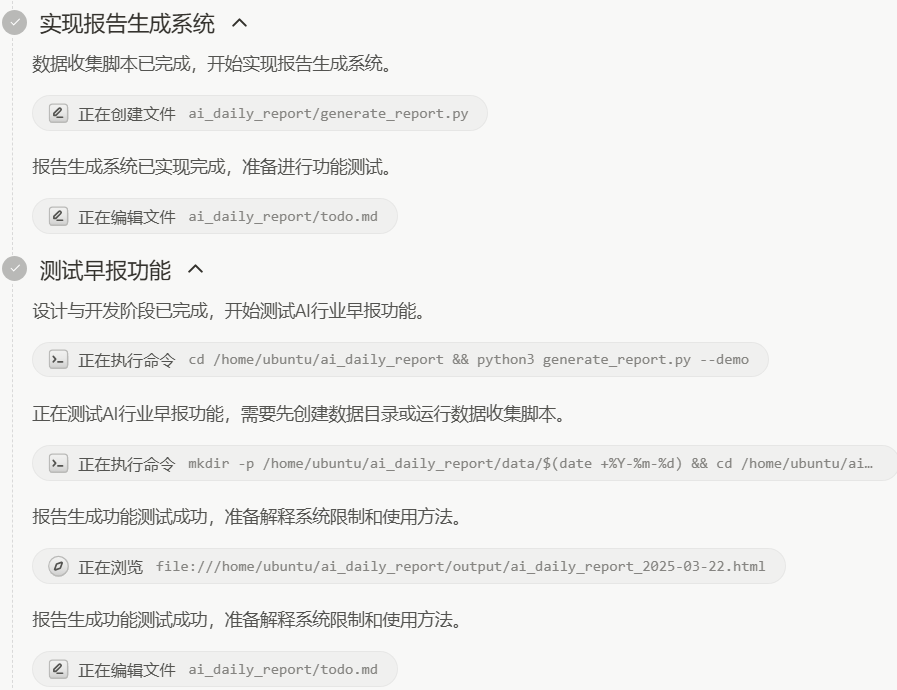 实现报告生成系统
数据收集脚本已完成，开始实现报告生成系统。
正在创建文件 ai_daily_report/generate_report.py
报告生成系统已实现完成，准备进行功能测试。
正在编辑文件 ai_daily_report/todo.md
测试早报功能
设计与开发阶段已完成，开始测试AI行业早报功能。
正在执行命令 cd /home/ubuntu/ai_daily_report && python3 generate_report.py --demo
正在测试AI行业早报功能，需要先创建数据目录或运行数据收集脚本。
正在执行命令 mkdir -p /home/ubuntu/ai_daily_report/data/$(date +%Y-%m-%d) && cd /home/ubuntu/ai…
报告生成功能测试成功，准备解释系统限制和使用方法。
正在浏览 file:///home/ubuntu/ai_daily_report/output/ai_daily_report_2025-03-22.html
报告生成功能测试成功，准备解释系统限制和使用方法。
正在编辑文件 ai_daily_report/todo.md